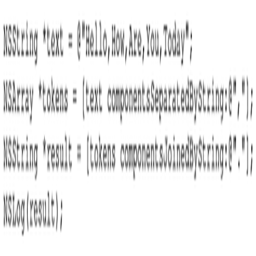 NSString *text = @"Hello,How,Are,You,Today";
NSArray *tokens = [text componentsSeparatedByString:@","];
NSString *result = [tokens componentsJoinedByString:@"."];
NSLog(result);